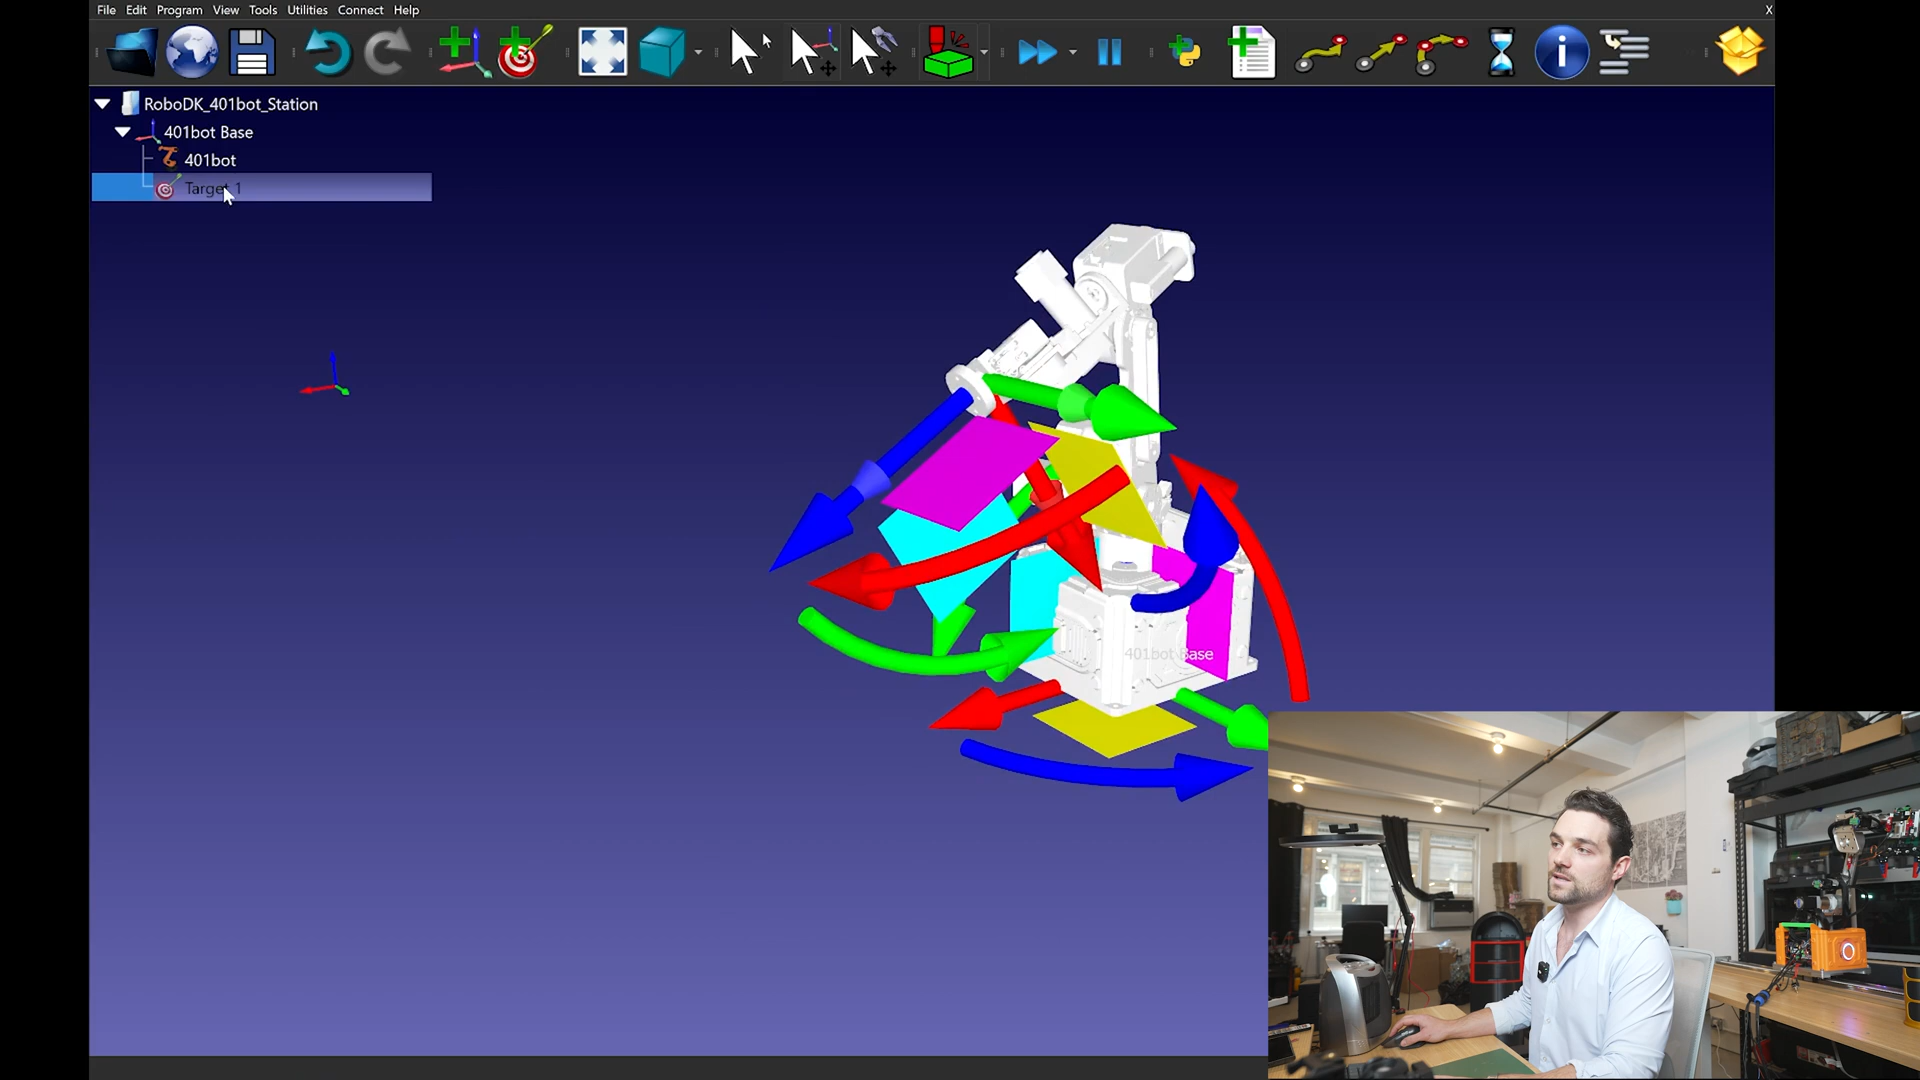 File Edit Program View Tools Utilities Connect Help X
RoboDK_401bot_Station
401bot Base
401bot
Target 1
401bot Base